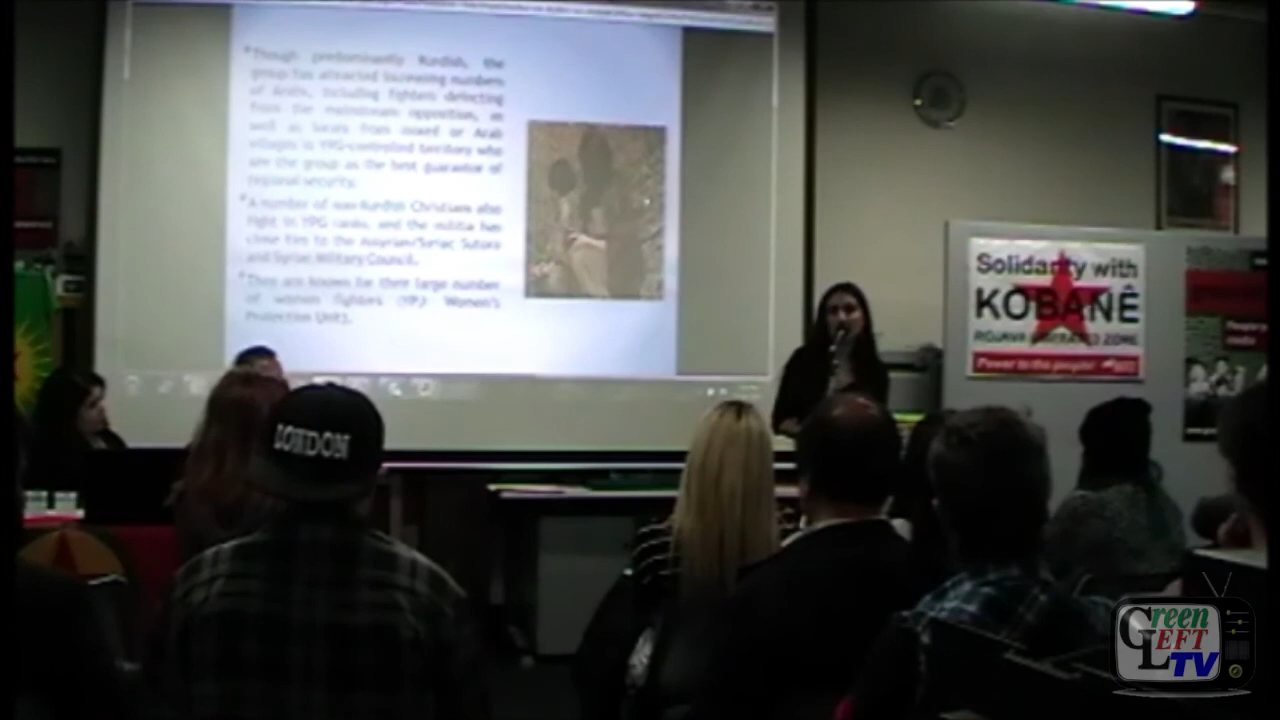 *Though predominantly Kurdish, the
group has attracted increasing numbers
of Arabs, including fighters defecting
from the mainstream opposition, as
well as locals from mixed or Arab
villages in YPG-controlled territory who
see the group as the best guarantor of
regional security.
*A number of non-Kurdish Christians also
fight in YPG ranks, and the militia has
close ties to the Assyrian/Syriac Sutoro
and Syriac Military Council.
*They are known for their large number
of women fighters (YPJ Women's
Protection Unit).
Solidarity with
KOBANÊ
ROJAVA LIBERATED ZONE
Power to the people!
LONDON
Green
LEFT
TV